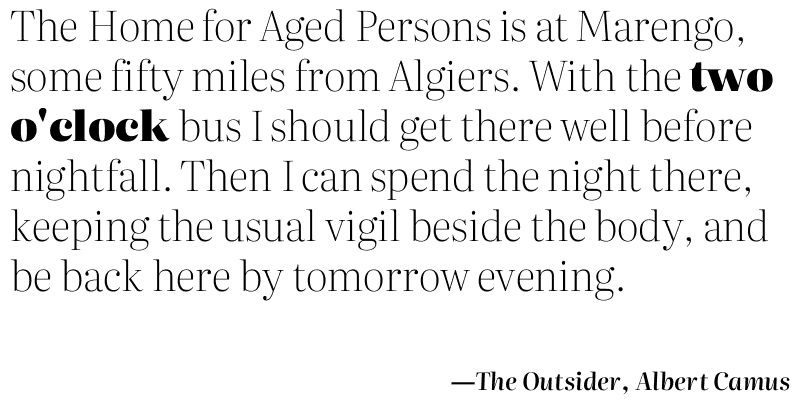 The Home for Aged Persons is at Marengo,
some fifty miles from Algiers. With the two
o'clock bus I should get there well before
nightfall. Then I can spend the night there,
keeping the usual vigil beside the body, and
be back here by tomorrow evening.
—The Outsider, Albert Camus